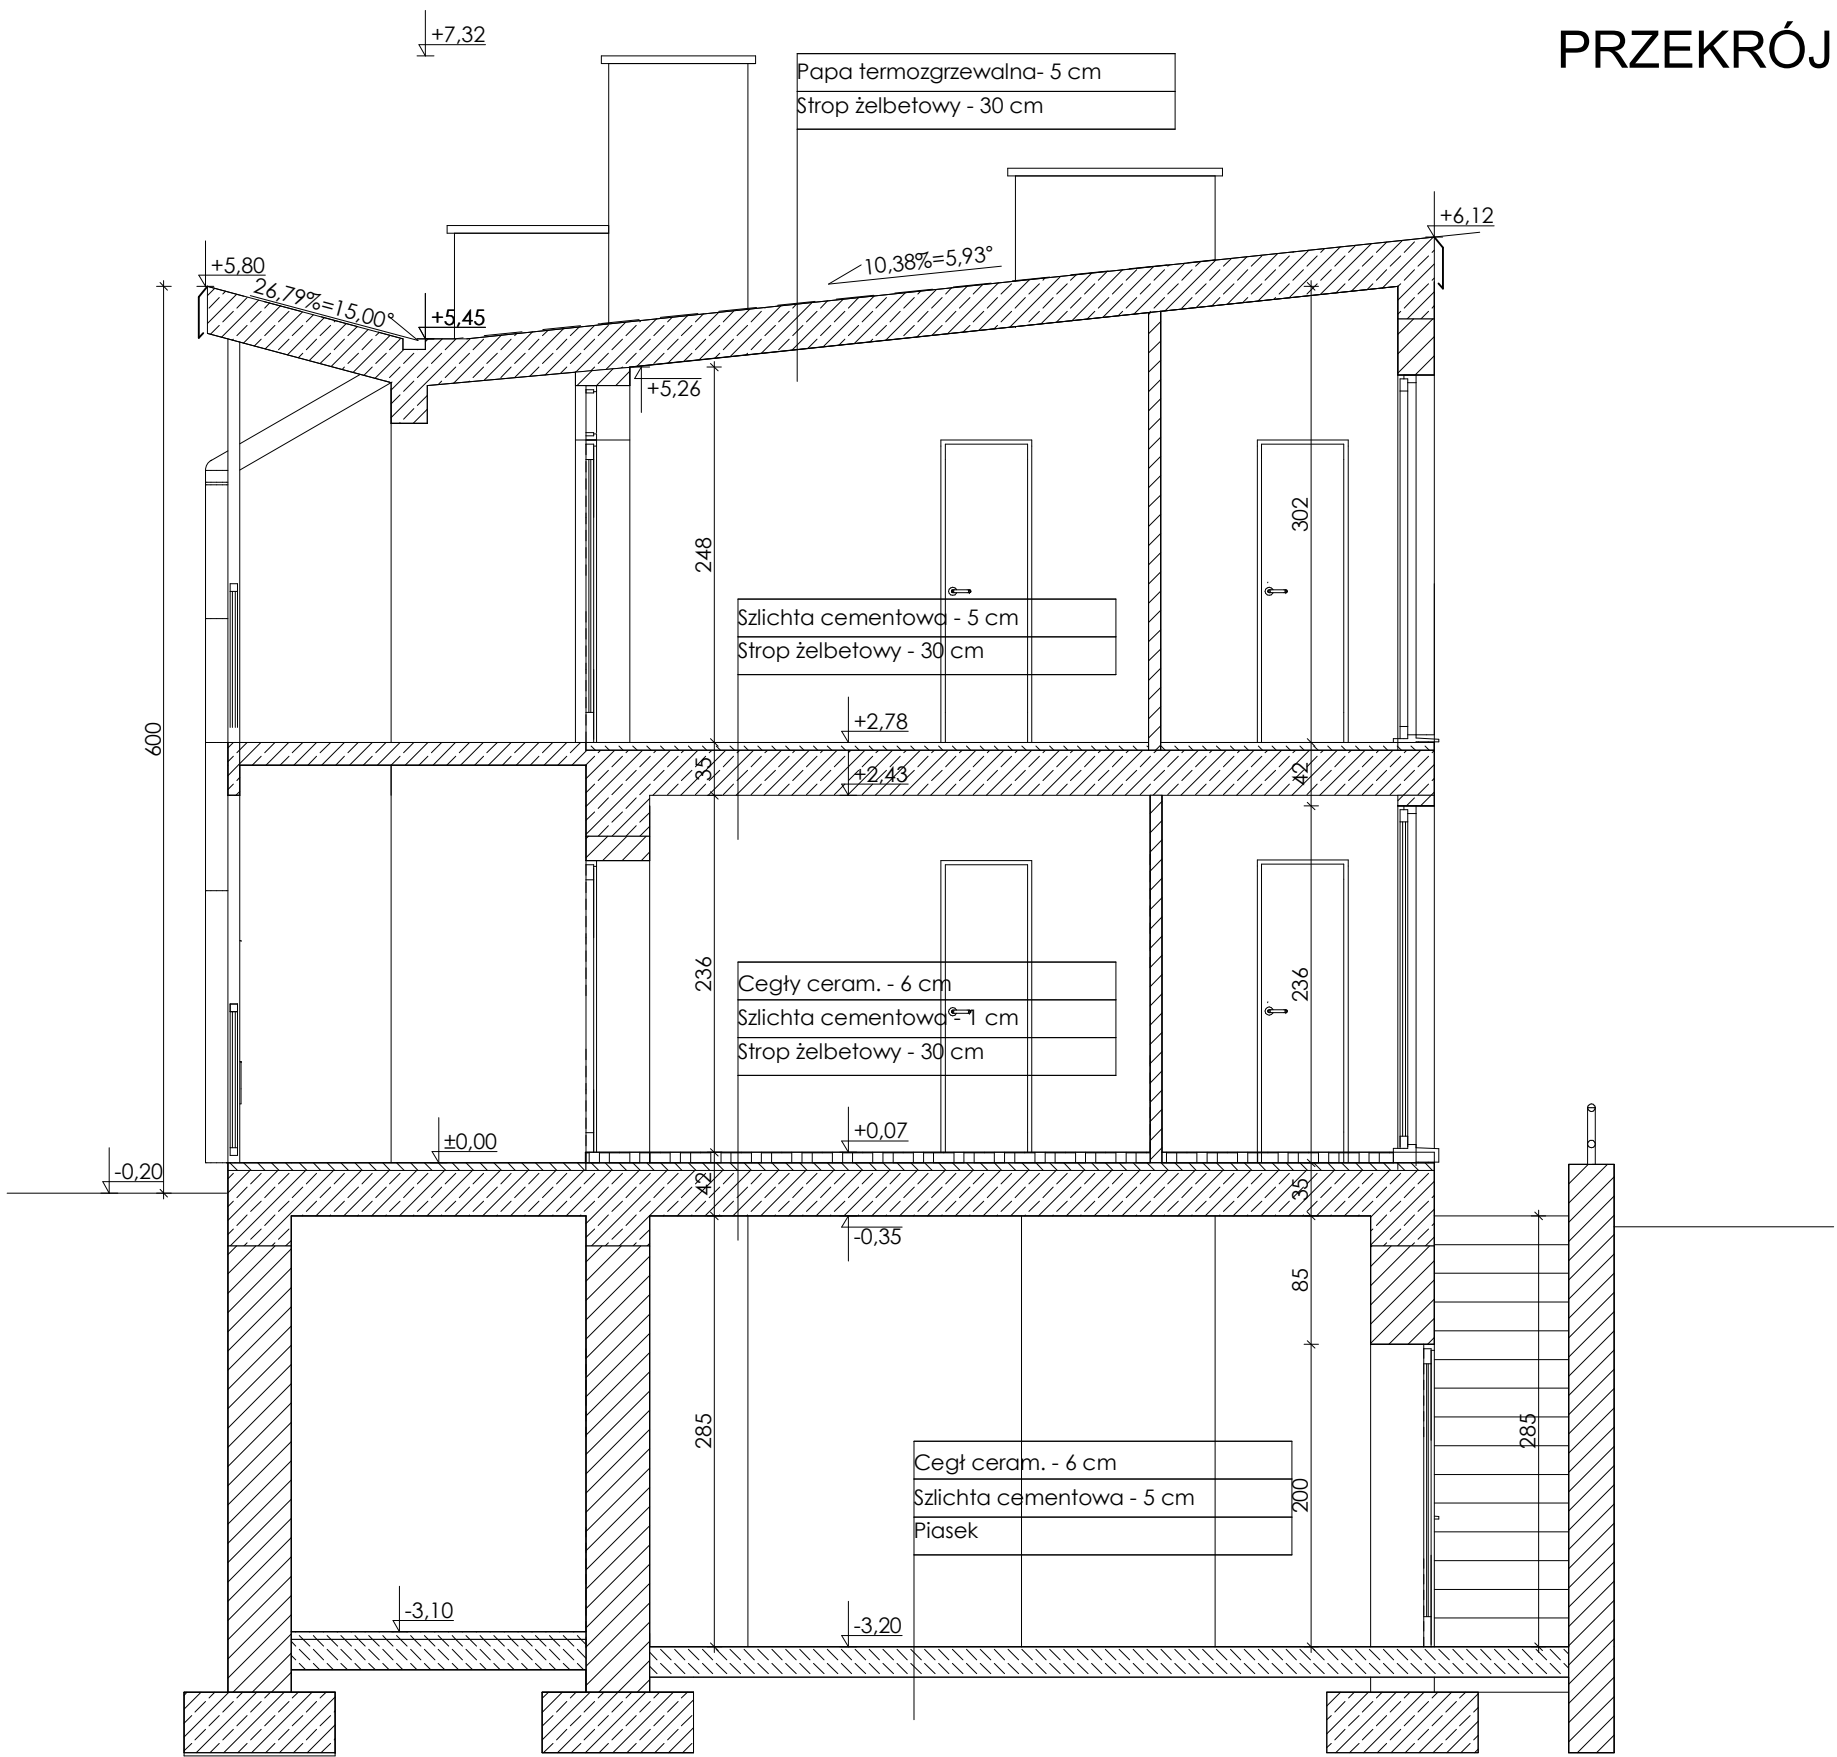 +7,32
PRZEKRÓJ
Papa termozgrzewalna- 5 cm
Strop żelbetowy - 30 cm
+6,12
+5,80
10,38%=5,93°
26,79%=15,00°
+5,45
+5,26
302
248
Szlichta cementowa - 5 cm
Strop żelbetowy - 30 cm
+2,78
600
35
+2,43
42
236
236
Cegły ceram. - 6 cm
Szlichta cementowa - 1 cm
Strop żelbetowy - 30 cm
+0,07
±0,00
-0,20
42
35
-0,35
85
285
285
Cegł ceram. - 6 cm
Szlichta cementowa - 5 cm
200
Piasek
-3,10
-3,20